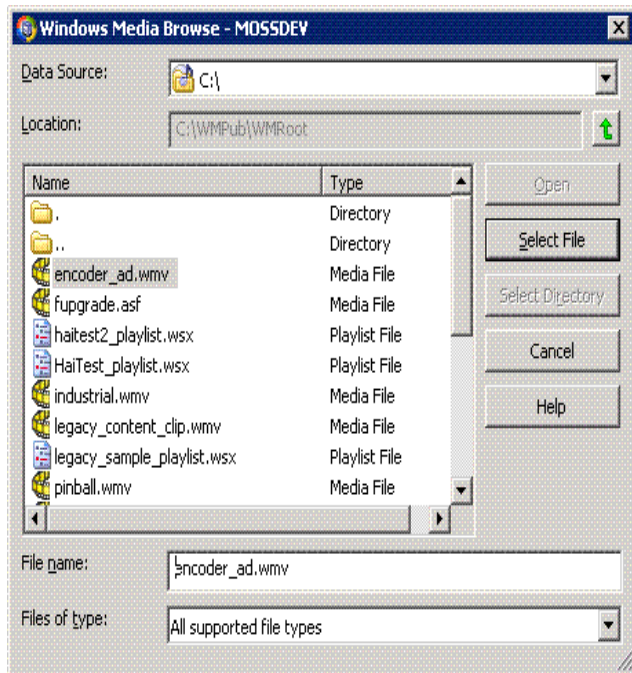 Windows Media Browse - MOSSDEV
Data Source:
C:\
Location:
C:\WMPub\WMRoot
Name Type
. Directory
.. Directory
encoder_ad.wmv Media File
fupgrade.asf Media File
haitest2_playlist.wsx Playlist File
HaiTest_playlist.wsx Playlist File
industrial.wmv Media File
legacy_content_clip.wmv Media File
legacy_sample_playlist.wsx Playlist File
pinball.wmv Media File
Open
Select File
Select Directory
Cancel
Help
File name:
encoder_ad.wmv
Files of type:
All supported file types